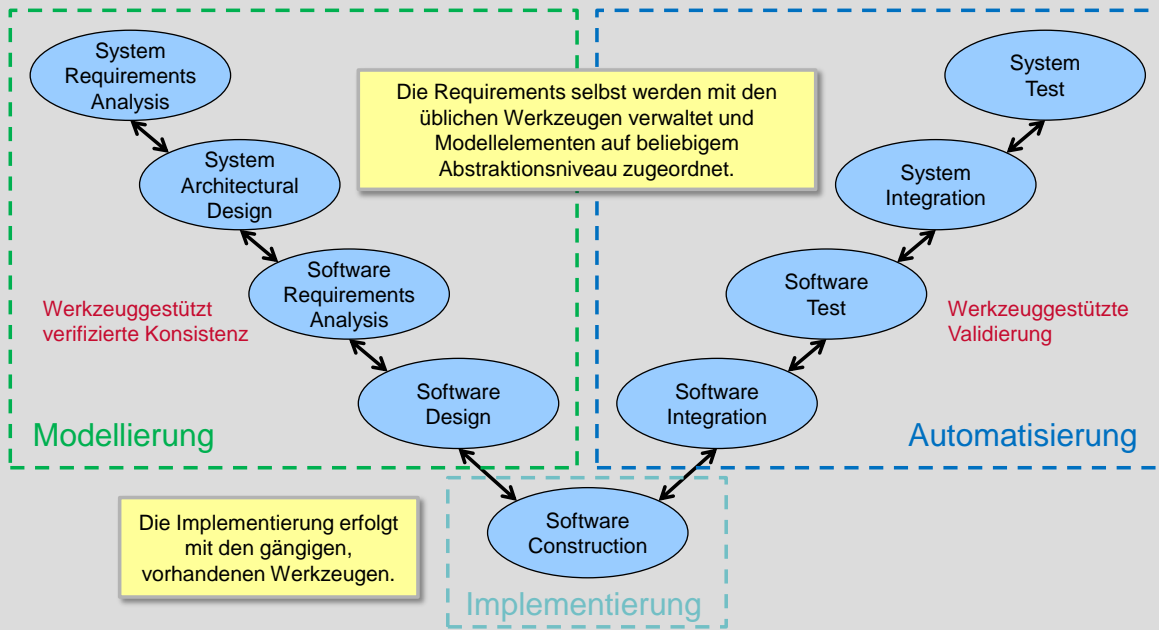 System
Requirements
Analysis
System
Test
Die Requirements selbst werden mit den
üblichen Werkzeugen verwaltet und
Modellelementen auf beliebigem
Abstraktionsniveau zugeordnet.
System
Architectural
Design
System
Integration
Software
Requirements
Analysis
Software
Test
Werkzeuggestützt
verifizierte Konsistenz
Werkzeuggestützte
Validierung
Software
Design
Software
Integration
Modellierung
Automatisierung
Die Implementierung erfolgt
mit den gängigen,
vorhandenen Werkzeugen.
Software
Construction
Implementierung